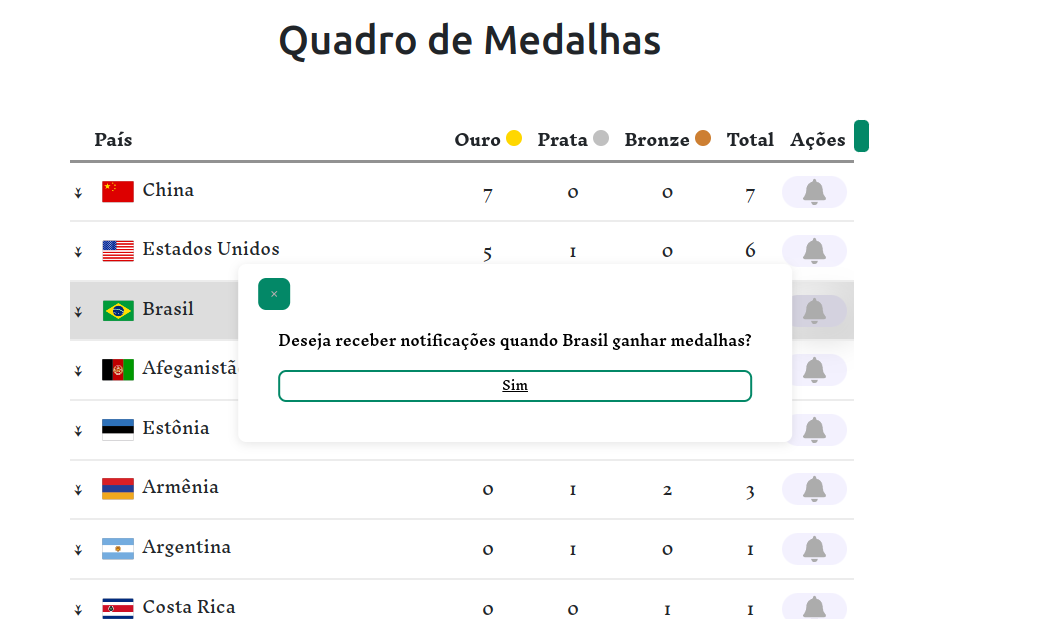 Quadro de Medalhas
País Ouro Prata Bronze Total Ações
China 7 0 0 7
Estados Unidos 5 1 0 6
Brasil
×
Deseja receber notificações quando Brasil ganhar medalhas?
Sim
Afeganistã
Estônia
Armênia 0 1 2 3
Argentina 0 1 0 1
Costa Rica 0 0 1 1